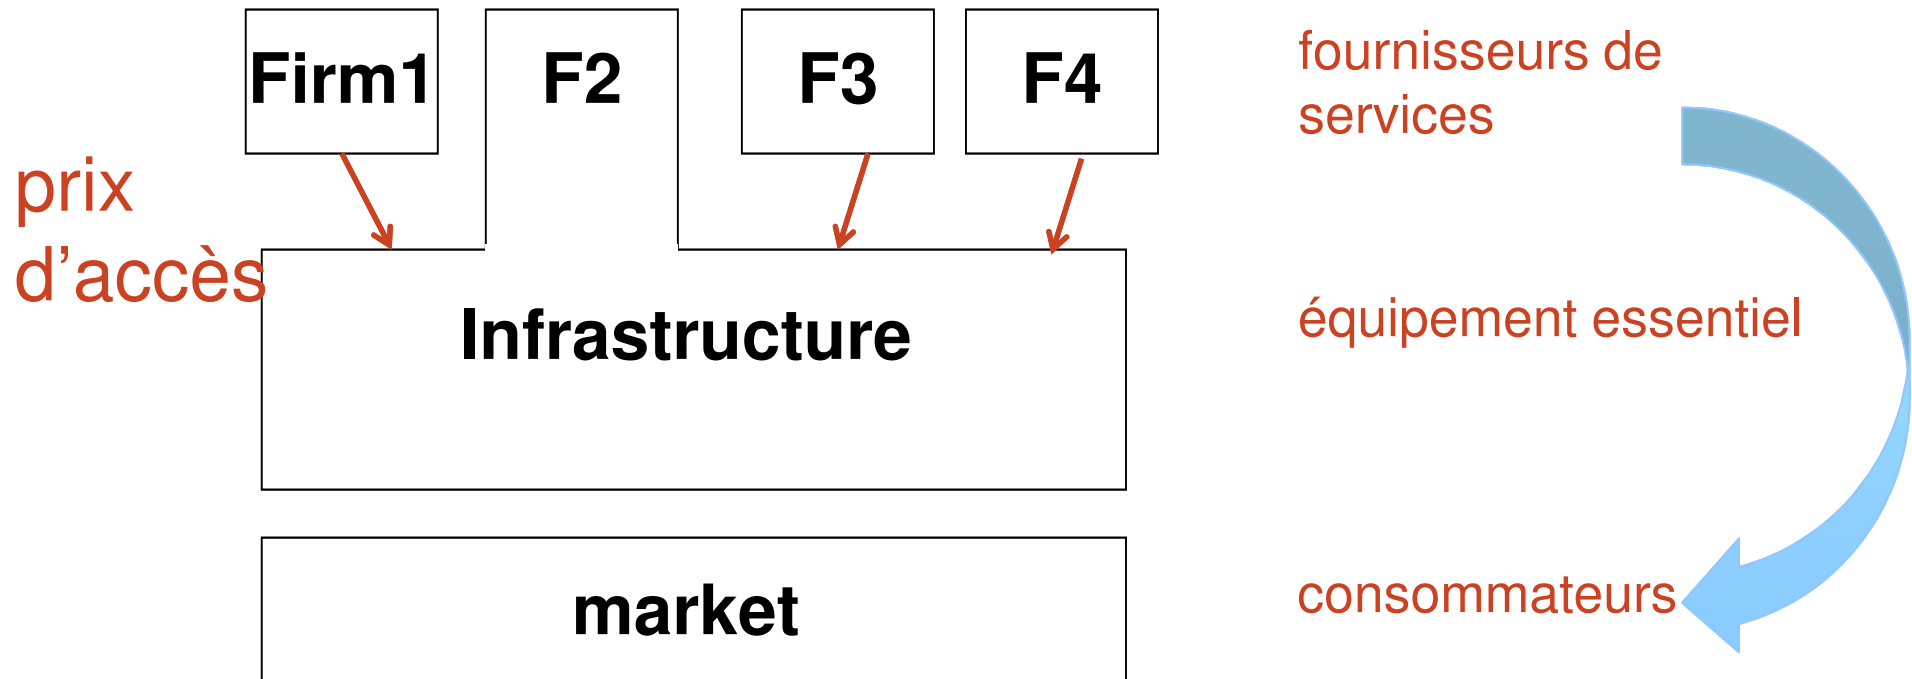 Firm1
F2
F3
F4
fournisseurs de
services
prix
d’accès
Infrastructure
équipement essentiel
market
consommateurs